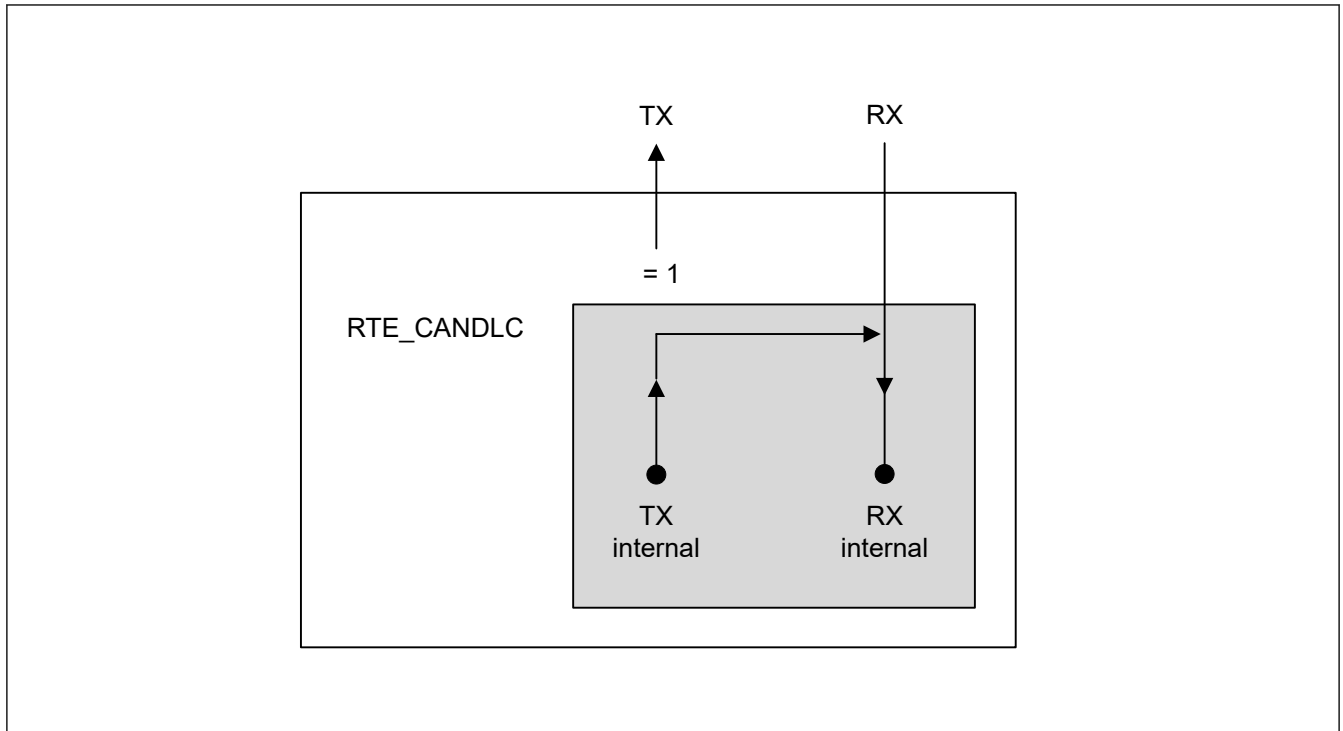 TX
RX
= 1
RTE_CANDLC
TX
internal
RX
internal